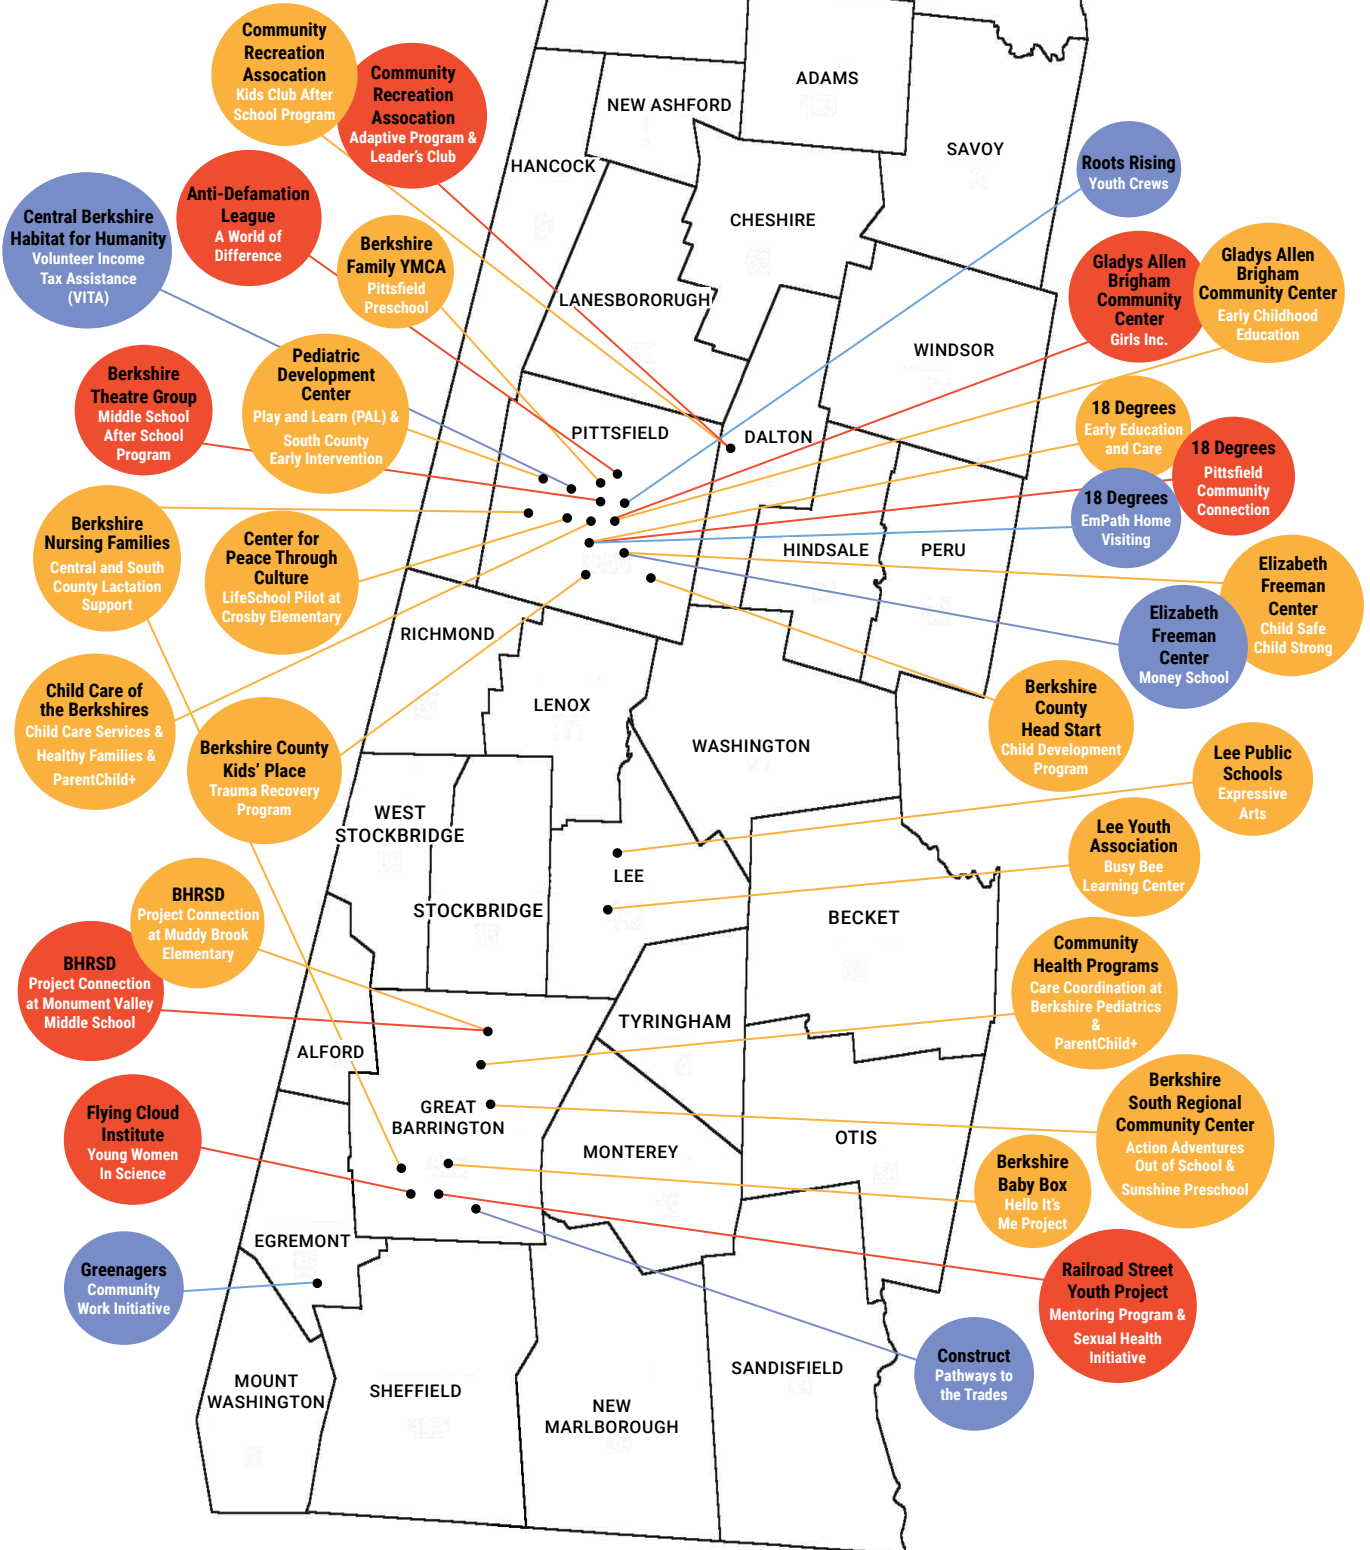 Community
Recreation
Assocation
Kids Club After
School Program
Community
Recreation
Assocation
Adaptive Program &
Leader's Club
Anti-Defamation
League
A World of
Difference
Central Berkshire
Habitat for Humanity
Volunteer Income
Tax Assistance
(VITA)
Berkshire
Family YMCA
Pittsfield
Preschool
Pediatric
Development
Center
Play and Learn (PAL) &
South County
Early Intervention
Berkshire
Theatre Group
Middle School
After School
Program
Berkshire
Nursing Families
Central and South
County Lactation
Support
Center for
Peace Through
Culture
LifeSchool Pilot at
Crosby Elementary
Child Care of
the Berkshires
Child Care Services &
Healthy Families &
ParentChild+
Berkshire County
Kids' Place
Trauma Recovery
Program
BHRSD
Project Connection
at Muddy Brook
Elementary
BHRSD
Project Connection
at Monument Valley
Middle School
Flying Cloud
Institute
Young Women
In Science
Greenagers
Community
Work Initiative
ADAMS
NEW ASHFORD
SAVOY
HANCOCK
CHESHIRE
LANESBORORUGH
WINDSOR
PITTSFIELD
DALTON
HINDSALE
PERU
RICHMOND
LENOX
WASHINGTON
WEST
STOCKBRIDGE
LEE
STOCKBRIDGE
BECKET
TYRINGHAM
ALFORD
GREAT
BARRINGTON
OTIS
MONTEREY
EGREMONT
SANDISFIELD
MOUNT
WASHINGTON
SHEFFIELD
NEW
MARLBOROUGH
Roots Rising
Youth Crews
Gladys Allen
Brigham
Community
Center
Girls Inc.
Gladys Allen
Brigham
Community Center
Early Childhood
Education
18 Degrees
Early Education
and Care
18 Degrees
Pittsfield
Community
Connection
18 Degrees
EmPath Home
Visiting
Elizabeth
Freeman
Center
Child Safe
Child Strong
Elizabeth
Freeman
Center
Money School
Berkshire
County
Head Start
Child Development
Program
Lee Public
Schools
Expressive
Arts
Lee Youth
Association
Busy Bee
Learning Center
Community
Health Programs
Care Coordination at
Berkshire Pediatrics
&
ParentChild+
Berkshire
South Regional
Community Center
Action Adventures
Out of School &
Sunshine Preschool
Berkshire
Baby Box
Hello It's
Me Project
Railroad Street
Youth Project
Mentoring Program &
Sexual Health
Initiative
Construct
Pathways to
the Trades